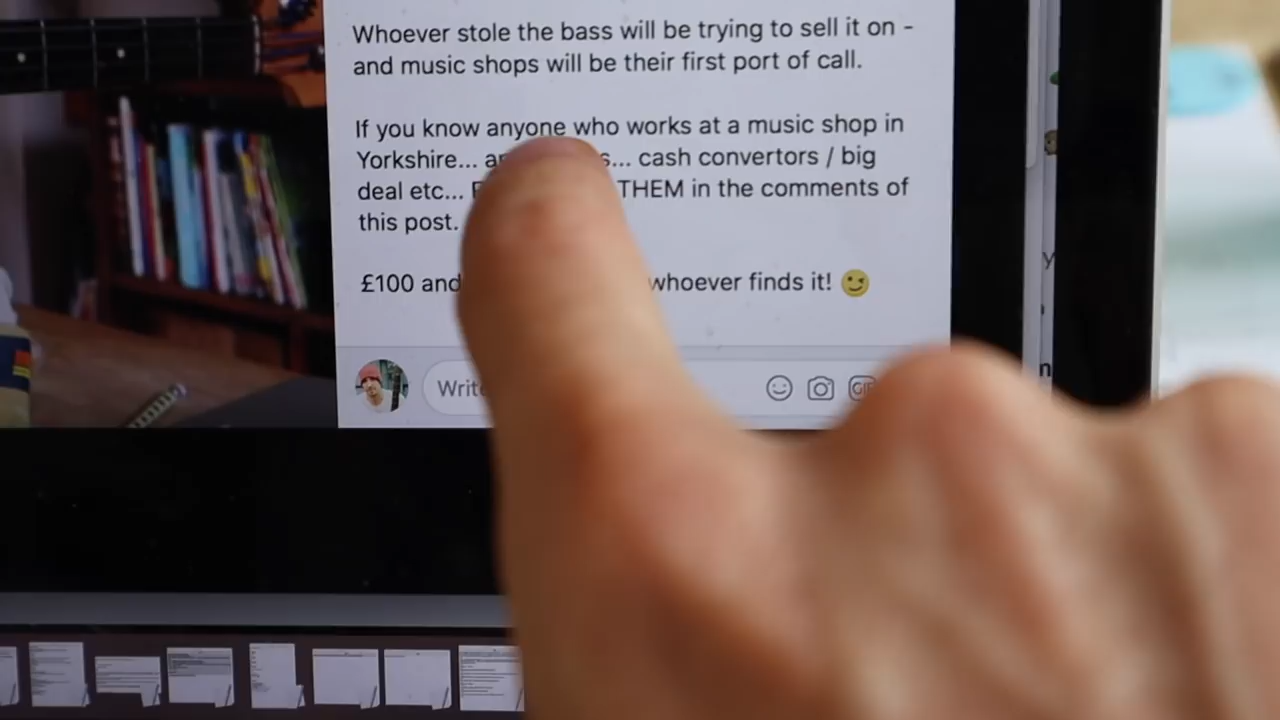 Whoever stole the bass will be trying to sell it on -
and music shops will be their first port of call.
If you know anyone who works at a music shop in
Yorkshire... cash convertors / big
deal etc... THEM in the comments of
this post.
£100 and whoever finds it! 😉
GIF